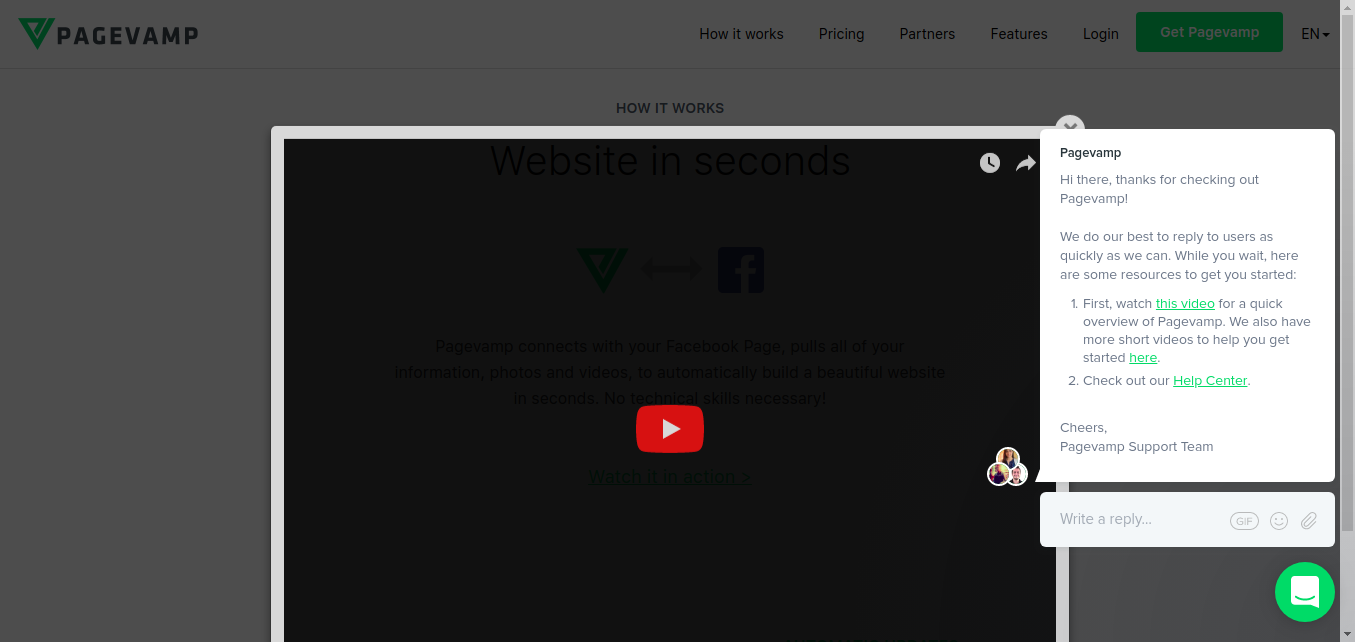 PAGEVAMP
How it works
Pricing
Partners
Features
Login
Get Pagevamp
EN
HOW IT WORKS
Website in seconds
Pagevamp connects with your Facebook Page, pulls all of your
information, photos and videos, to automatically build a beautiful website
in seconds. No technical skills necessary!
Watch it in action >
Pagevamp
Hi there, thanks for checking out
Pagevamp!
We do our best to reply to users as
quickly as we can. While you wait, here
are some resources to get you started:
1. First, watch this video for a quick
overview of Pagevamp. We also have
more short videos to help you get
started here.
2. Check out our Help Center.
Cheers,
Pagevamp Support Team
Write a reply...
GIF